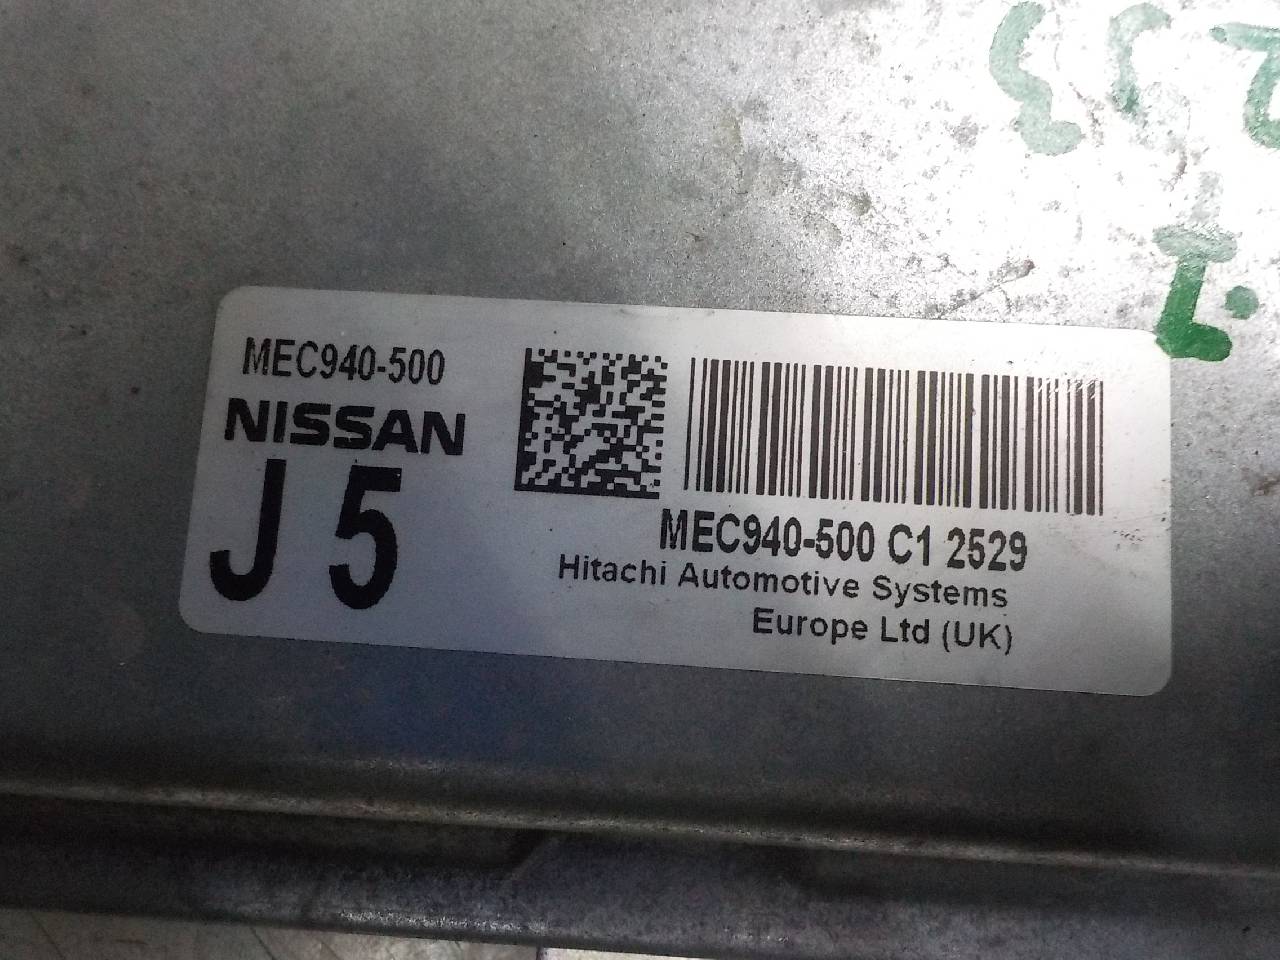 MEC940-500
NISSAN
J 5
MEC940-500 C1 2529
Hitachi Automotive Systems
Europe Ltd (UK)